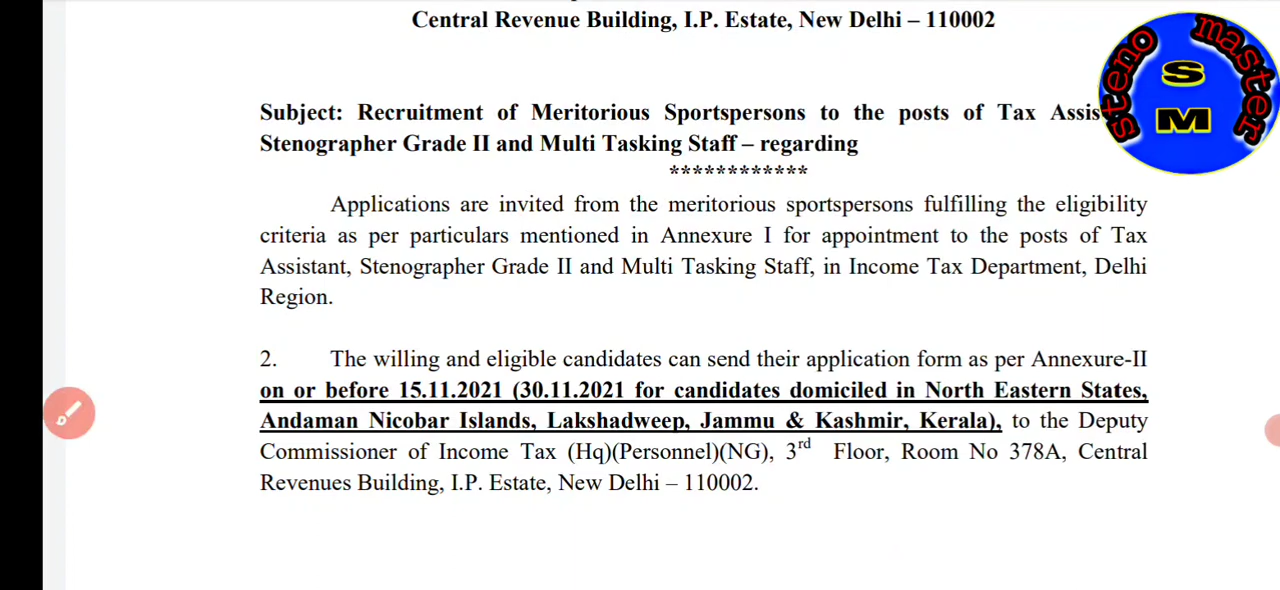 Central Revenue Building, I.P. Estate, New Delhi – 110002
steno master
S
M
Subject: Recruitment of Meritorious Sportspersons to the posts of Tax Assis
Stenographer Grade II and Multi Tasking Staff – regarding
************
Applications are invited from the meritorious sportspersons fulfilling the eligibility
criteria as per particulars mentioned in Annexure I for appointment to the posts of Tax
Assistant, Stenographer Grade II and Multi Tasking Staff, in Income Tax Department, Delhi
Region.
2. The willing and eligible candidates can send their application form as per Annexure-II
on or before 15.11.2021 (30.11.2021 for candidates domiciled in North Eastern States,
Andaman Nicobar Islands, Lakshadweep, Jammu & Kashmir, Kerala), to the Deputy
Commissioner of Income Tax (Hq)(Personnel)(NG), 3rd Floor, Room No 378A, Central
Revenues Building, I.P. Estate, New Delhi – 110002.